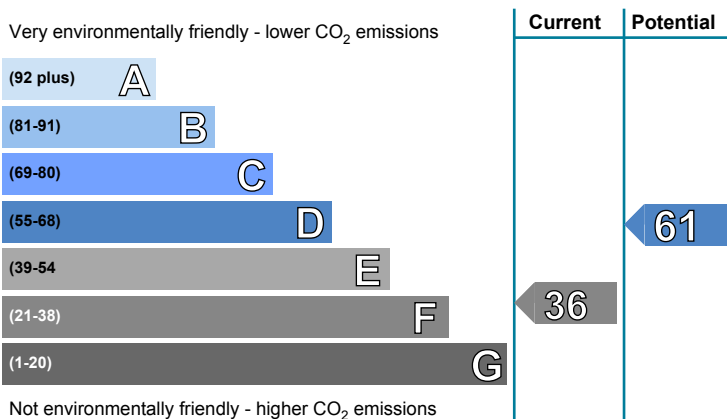 Very environmentally friendly - lower CO2 emissions
Current
Potential
(92 plus) A
(81-91) B
(69-80) C
(55-68) D
61
(39-54 E
(21-38) F
36
(1-20) G
Not environmentally friendly - higher CO2 emissions